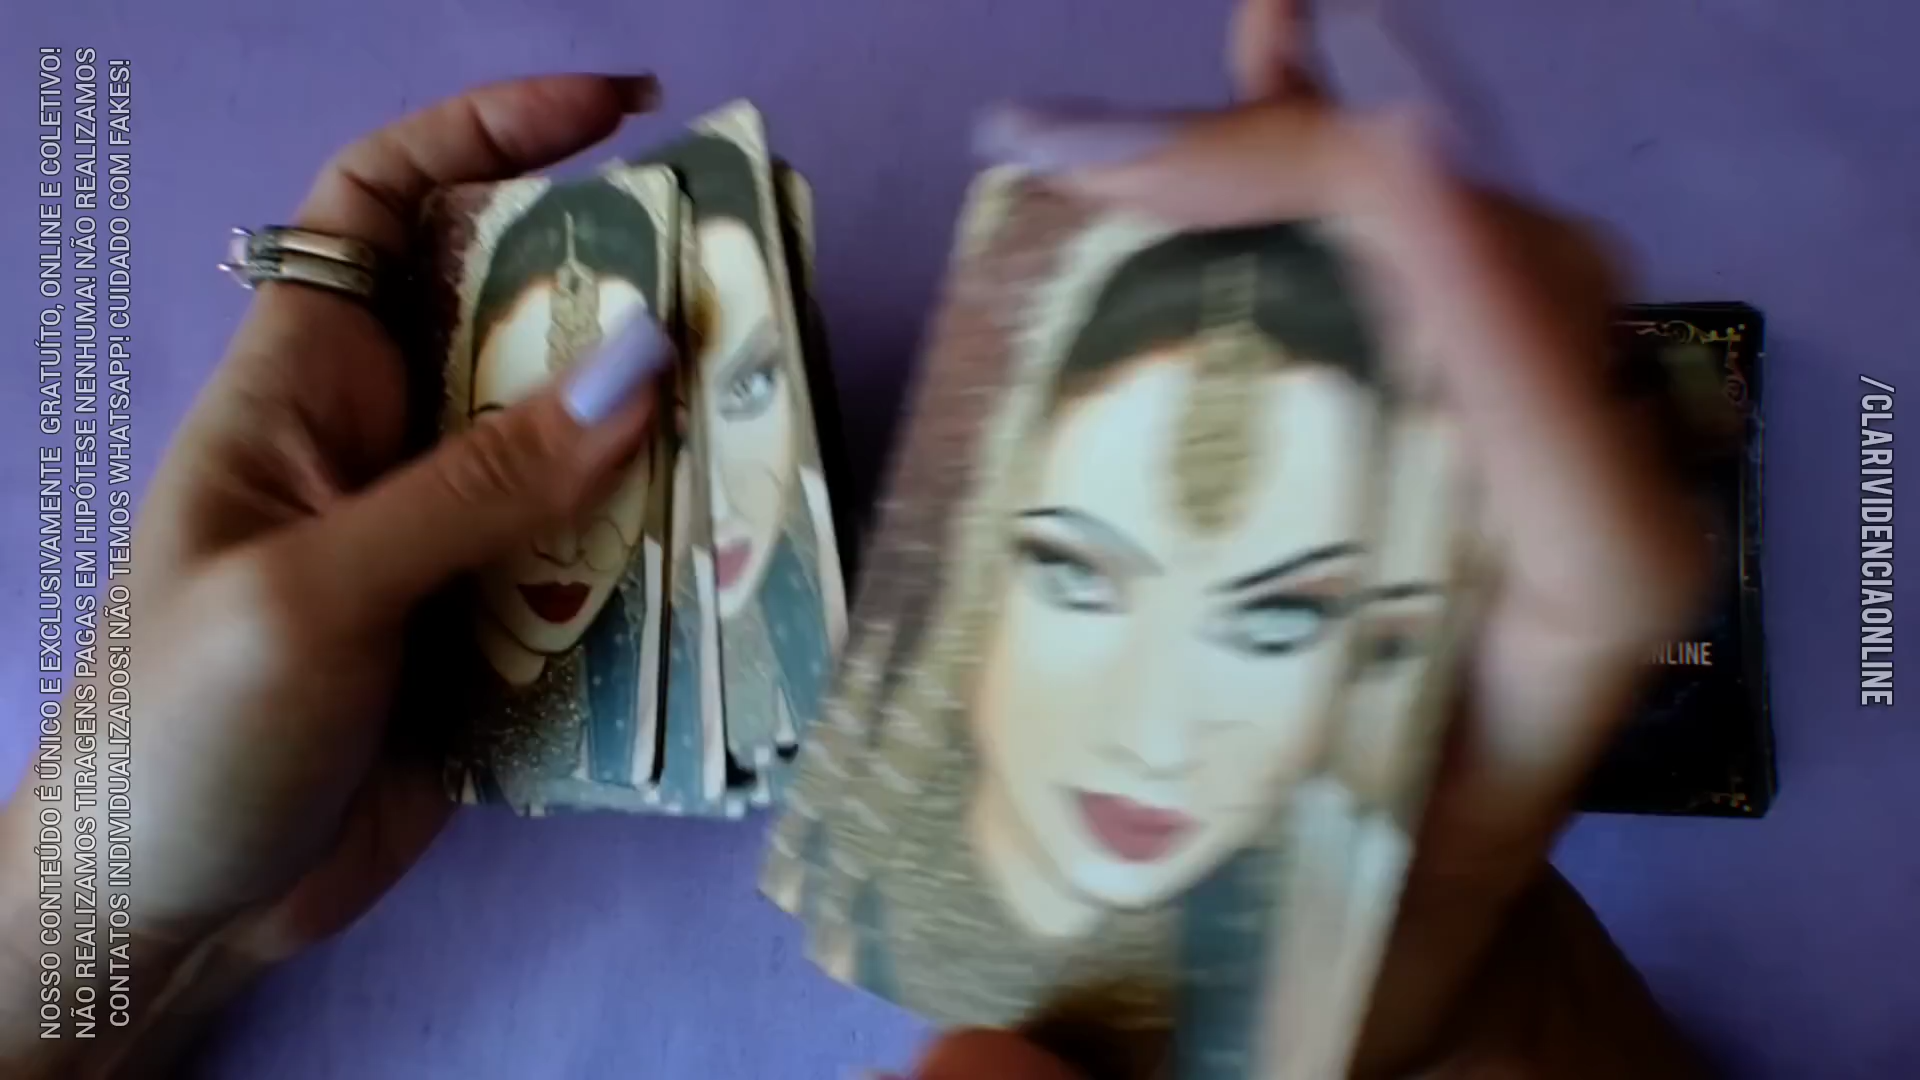 NOSSO CONTEÚDO É ÚNICO E EXCLUSIVAMENTE GRATUÍTO, ONLINE E COLETIVO!
NÃO REALIZAMOS TIRAGENS PAGAS EM HIPÓTESE NENHUMA! NÃO REALIZAMOS
CONTATOS INDIVIDUALIZADOS! NÃO TEMOS WHATSAPP! CUIDADO COM FAKES!
/CLARIVIDENCIAONLINE